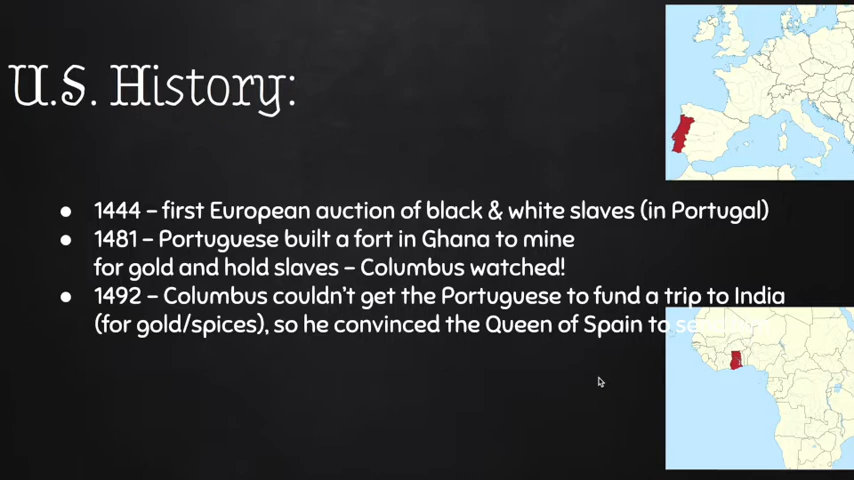 U.S. History:
● 1444 – first European auction of black & white slaves (in Portugal)
● 1481 – Portuguese built a fort in Ghana to mine
for gold and hold slaves – Columbus watched!
● 1492 – Columbus couldn't get the Portuguese to fund a trip to India
(for gold/spices), so he convinced the Queen of Spain to